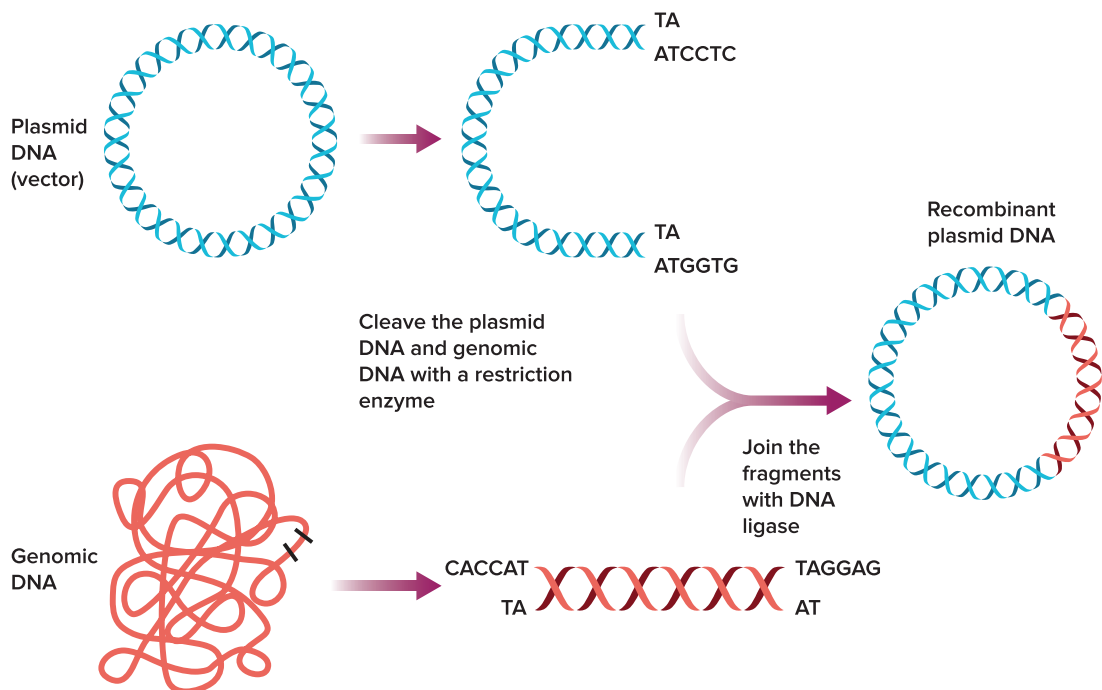 TA
ATCCTC
Plasmid
DNA
(vector)
TA
ATGGTG
Recombinant
plasmid DNA
Cleave the plasmid
DNA and genomic
DNA with a restriction
enzyme
Join the
fragments
with DNA
ligase
Genomic
DNA
CACCAT
TA
TAGGAG
AT